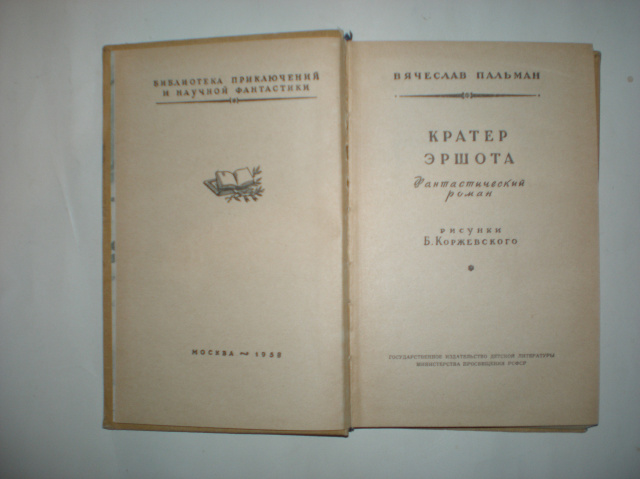 БИБЛИОТЕКА ПРИКЛЮЧЕНИЙ
И НАУЧНОЙ ФАНТАСТИКИ
МОСКВА — 1958
ВЯЧЕСЛАВ ПАЛЬМАН
КРАТЕР
ЭРШОТА
Фантастический
роман
РИСУНКИ
Б. КОРЖЕВСКОГО
ГОСУДАРСТВЕННОЕ ИЗДАТЕЛЬСТВО ДЕТСКОЙ ЛИТЕРАТУРЫ
МИНИСТЕРСТВА ПРОСВЕЩЕНИЯ РСФСР